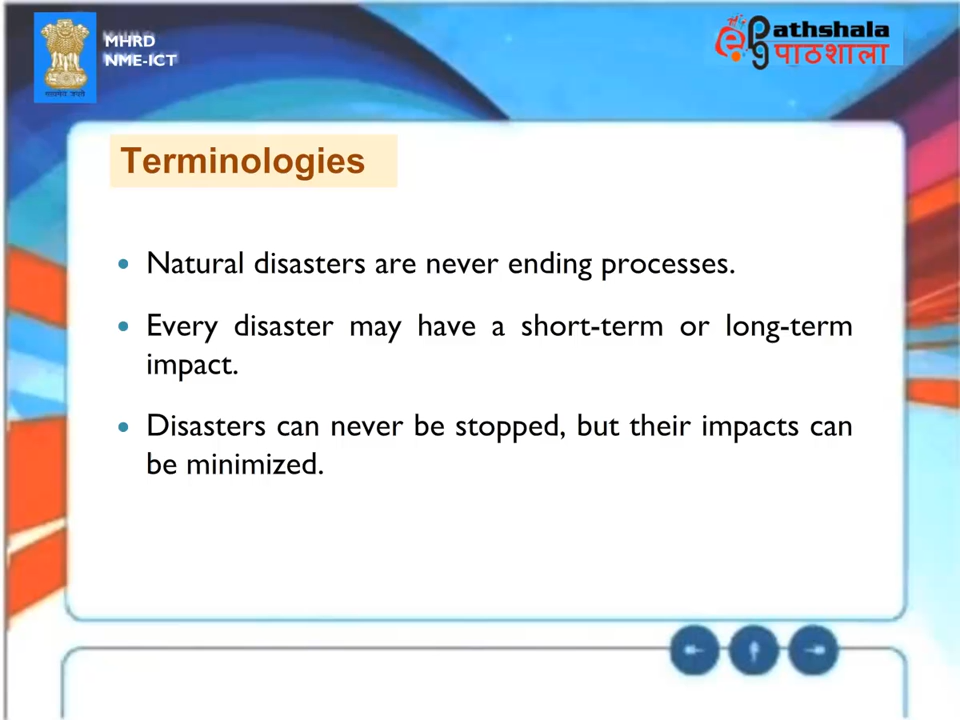 MHRD
NME-ICT
epg athshala
पाठशाला
Terminologies
• Natural disasters are never ending processes.
• Every disaster may have a short-term or long-term
impact.
• Disasters can never be stopped, but their impacts can
be minimized.